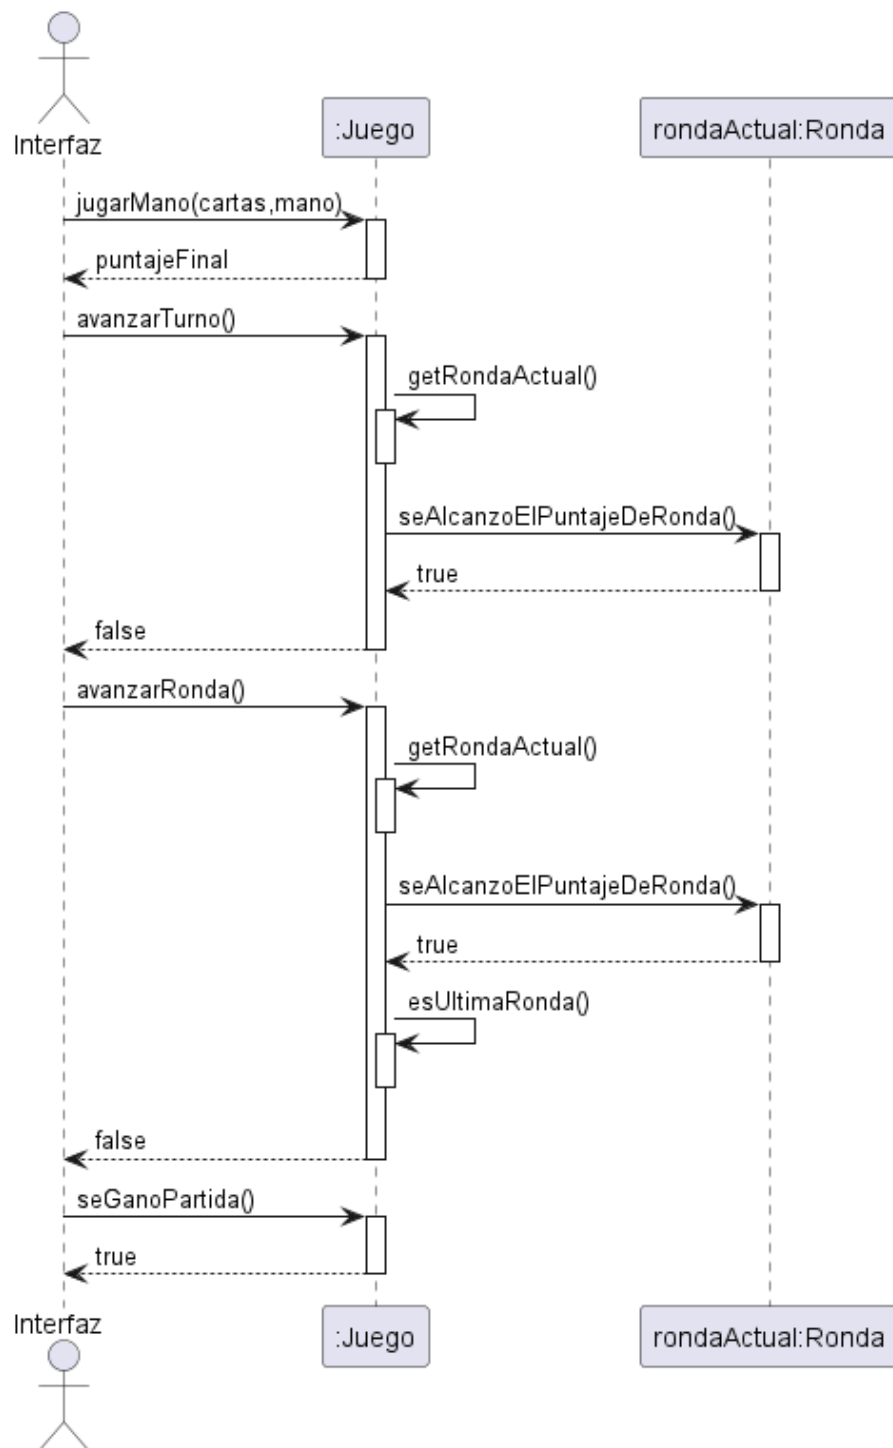 Interfaz
:Juego
rondaActual:Ronda
jugarMano(cartas,mano)
puntajeFinal
avanzarTurno()
getRondaActual()
seAlcanzoElPuntajeDeRonda()
true
false
avanzarRonda()
getRondaActual()
seAlcanzoElPuntajeDeRonda()
true
esUltimaRonda()
false
seGanoPartida()
true
Interfaz
:Juego
rondaActual:Ronda